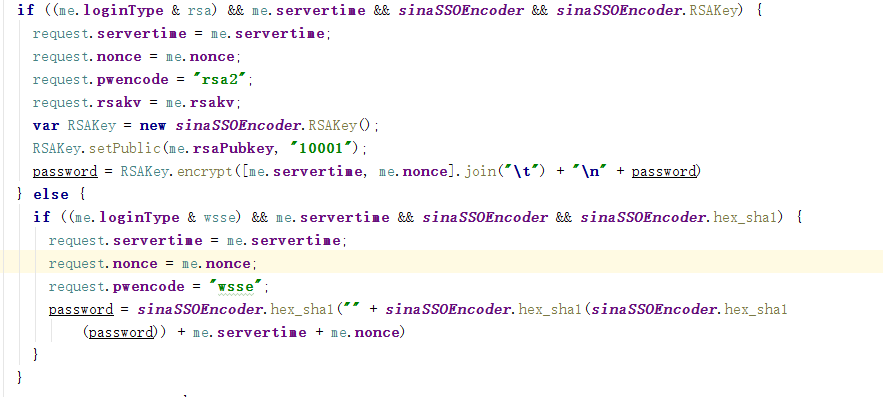 if ((me.loginType & rsa) && me.servertime && sinaSSOEncoder && sinaSSOEncoder.RSAKey) {
request.servertime = me.servertime;
request.nonce = me.nonce;
request.pwencode = "rsa2";
request.rsakv = me.rsakv;
var RSAKey = new sinaSSOEncoder.RSAKey();
RSAKey.setPublic(me.rsaPubkey, "10001");
password = RSAKey.encrypt([me.servertime, me.nonce].join("\t") + "\n" + password)
} else {
if ((me.loginType & wsse) && me.servertime && sinaSSOEncoder && sinaSSOEncoder.hex_sha1) {
request.servertime = me.servertime;
request.nonce = me.nonce;
request.pwencode = "wsse";
password = sinaSSOEncoder.hex_sha1("" + sinaSSOEncoder.hex_sha1(sinaSSOEncoder.hex_sha1
(password)) + me.servertime + me.nonce)
}
}